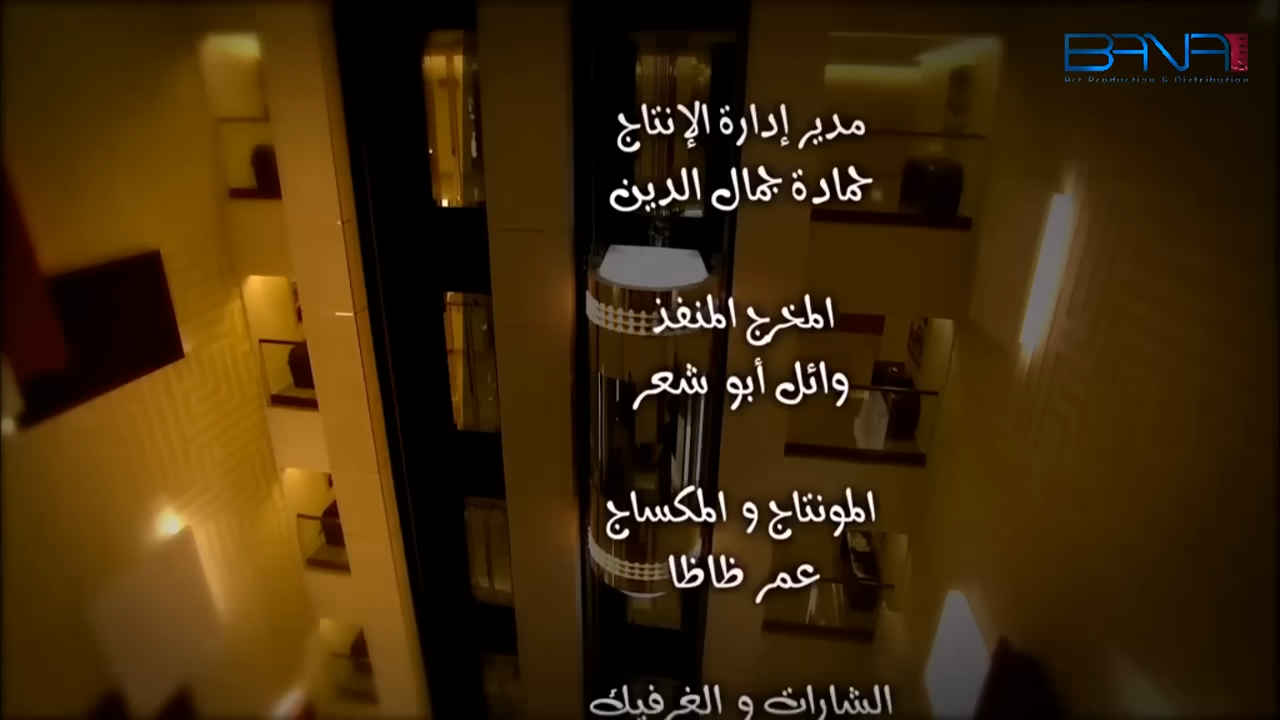 BANA
Art Production & Distribution
مدير إدارة الإنتاج
حمادة جمال الدين
المخرج المنفذ
وائل أبو شعر
المونتاج و المكساج
عمر ظاظا
الشارات و الغرفيك